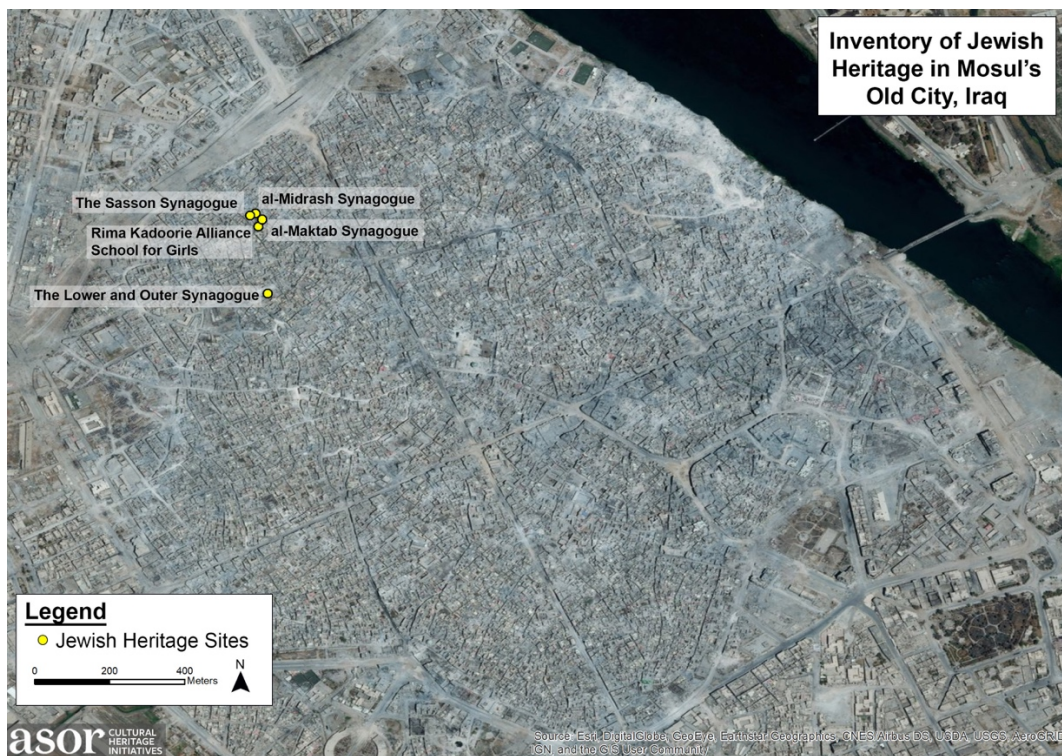 Inventory of Jewish
Heritage in Mosul's
Old City, Iraq
The Sasson Synagogue
al-Midrash Synagogue
Rima Kadoorie Alliance
School for Girls
al-Maktab Synagogue
The Lower and Outer Synagogue
Legend
Jewish Heritage Sites
0 200 400
Meters
N
asor CULTURAL
HERITAGE
INITIATIVES
Source: Esri, DigitalGlobe, GeoEye, Earthstar Geographics, CNES/Airbus DS, USDA, USGS, AeroGRI
IGN, and the GIS User Community